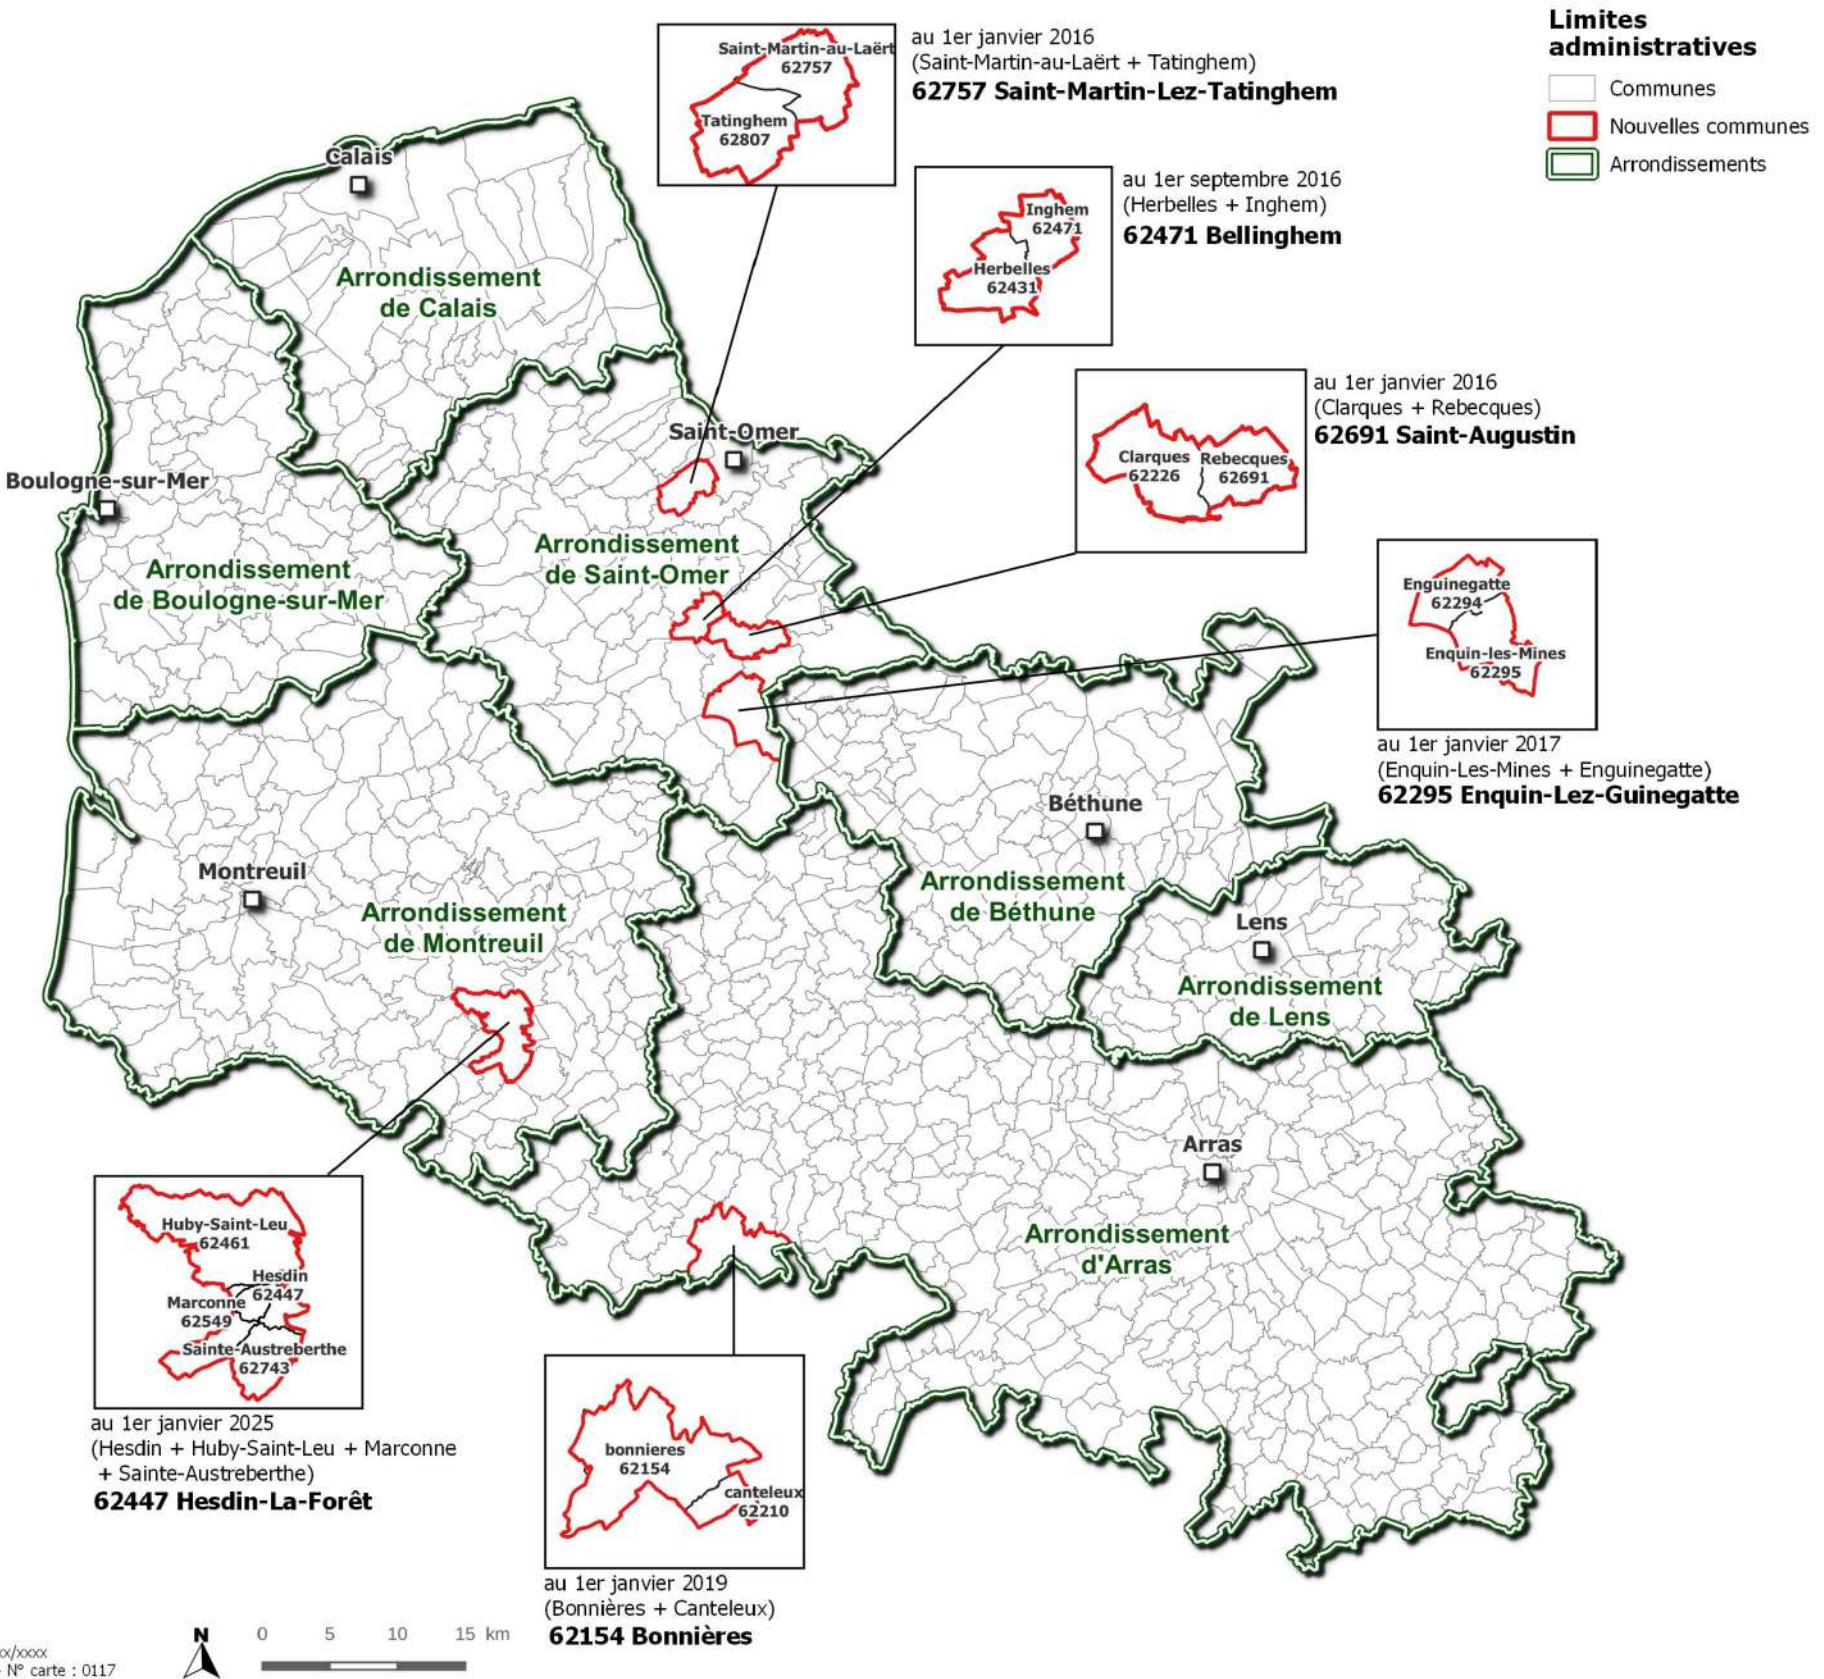 Limites
administratives
Communes
Nouvelles communes
Arrondissements
Saint-Martin-au-Laërt
62757
Tatinghem
62807
au 1er janvier 2016
(Saint-Martin-au-Laërt + Tatinghem)
62757 Saint-Martin-Lez-Tatinghem
Inghem
62471
Herbelles
62431
au 1er septembre 2016
(Herbelles + Inghem)
62471 Bellinghem
Clarques
62226
Rebecques
62691
au 1er janvier 2016
(Clarques + Rebecques)
62691 Saint-Augustin
Enguinegatte
62294
Enquin-les-Mines
62295
au 1er janvier 2017
(Enquin-Les-Mines + Enguinegatte)
62295 Enquin-Lez-Guinegatte
Calais
Arrondissement
de Calais
Saint-Omer
Boulogne-sur-Mer
Arrondissement
de Saint-Omer
Arrondissement
de Boulogne-sur-Mer
Béthune
Montreuil
Arrondissement
de Béthune
Arrondissement
de Montreuil
Lens
Arrondissement
de Lens
Arras
Arrondissement
d'Arras
Huby-Saint-Leu
62461
Hesdin
62447
Marconne
62549
Sainte-Austreberthe
62743
au 1er janvier 2025
(Hesdin + Huby-Saint-Leu + Marconne
+ Sainte-Austreberthe)
62447 Hesdin-La-Forêt
bonnieres
62154
canteleux
62210
au 1er janvier 2019
(Bonnières + Canteleux)
62154 Bonnières
N
0 5 10 15 km
xx/xxxx
- N° carte : 0117